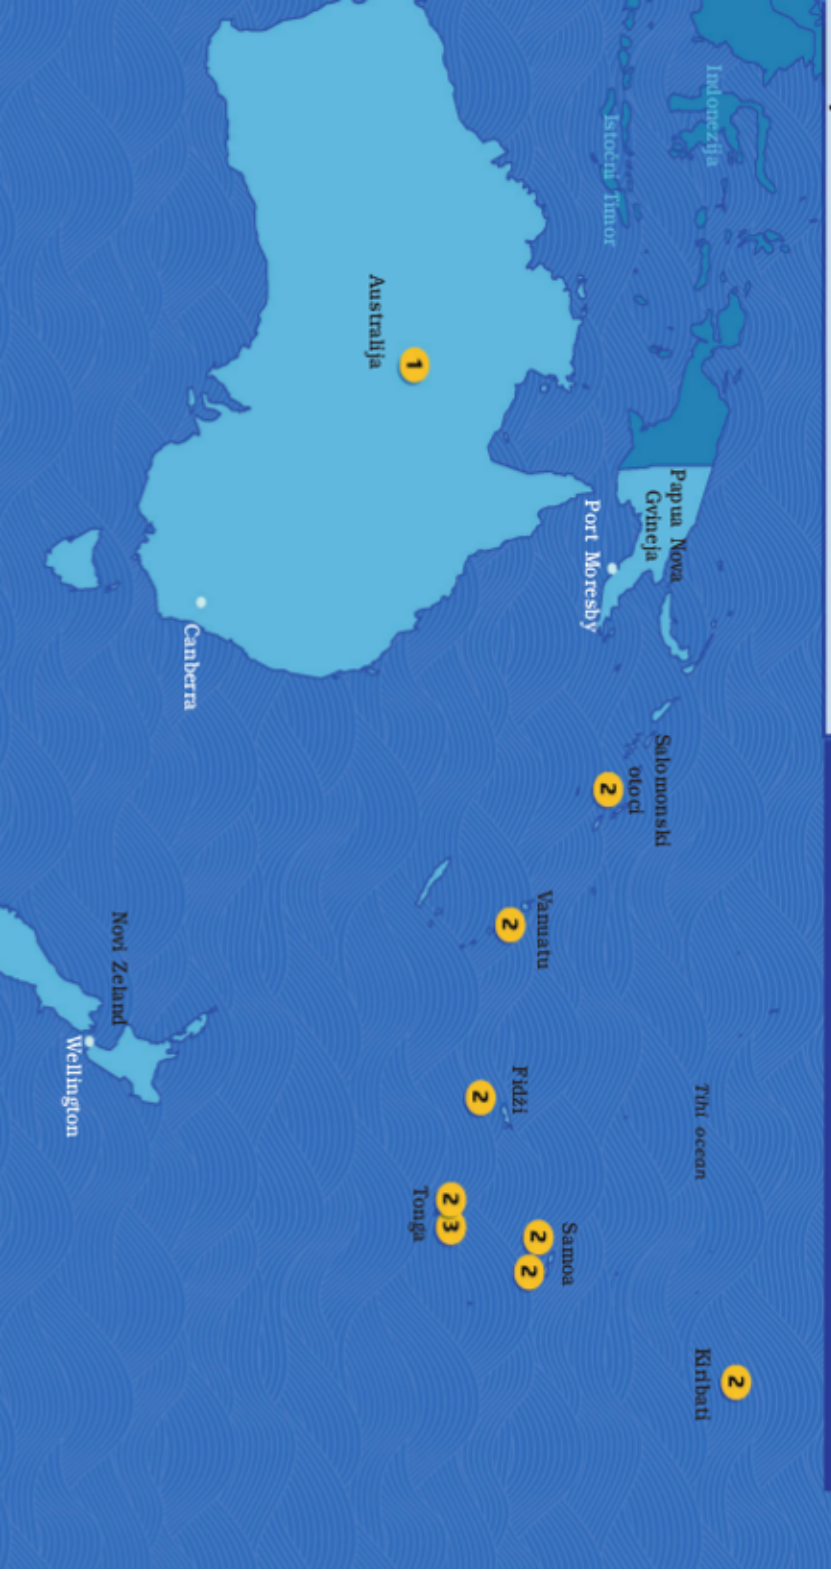 Indonezija
Istočni Timor
Papua Nova
Gvineja
Port Moresby
Australija
1
Canberra
Salomonski
otoci
2
Vanuatu
2
Fidži
2
Tihi ocean
Samoa
2
2
2
3
Tonga
2
Kiribati
Novi Zeland
Wellington